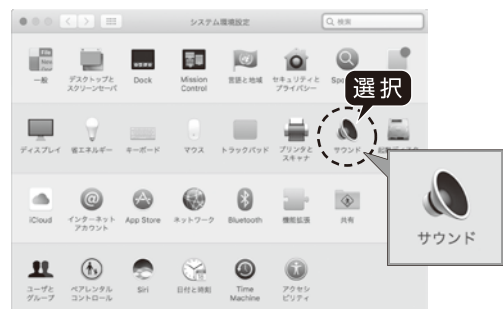 システム環境設定
検索
一般
デスクトップと
スクリーンセーバ
Dock
Mission
Control
言語と地域
セキュリティと
プライバシー
選択
ディスプレイ
省エネルギー
キーボード
マウス
トラックパッド
プリンタと
スキャナ
サウンド
iCloud
インターネット
アカウント
App Store
ネットワーク
Bluetooth
機能拡張
共有
サウンド
ユーザと
グループ
ペアレンタル
コントロール
Siri
日付と時刻
Time
Machine
アクセシ
ビリティ